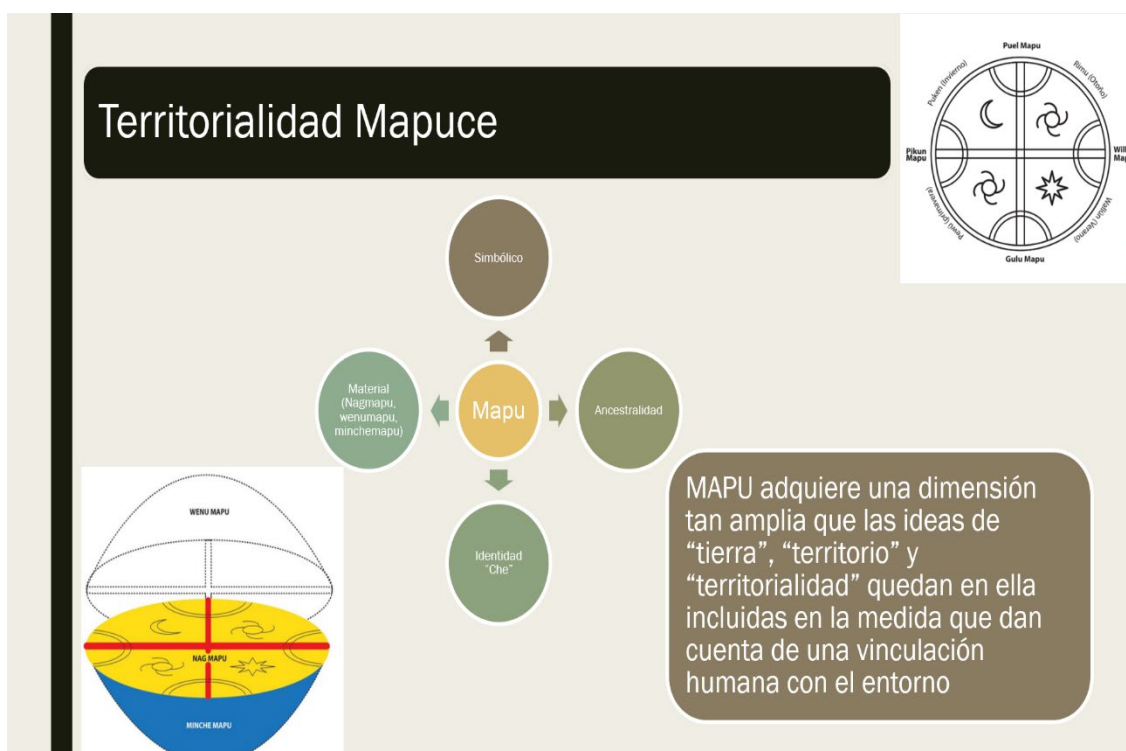 Territorialidad Mapuce
Puel Mapu
Puken (Invierno)
Rimu (Otoño)
Pikun
Mapu
Pewü (primavera)
Gulu Mapu
Simbólico
Material
(Nagmapu,
wenumapu,
minchemapu)
Mapu
Ancestralidad
Identidad
"Che"
WENU MAPU
NAG MAPU
MINCHE MAPU
MAPU adquiere una dimensión
tan amplia que las ideas de
“tierra”, “territorio” y
“territorialidad” quedan en ella
incluidas en la medida que dan
cuenta de una vinculación
humana con el entorno